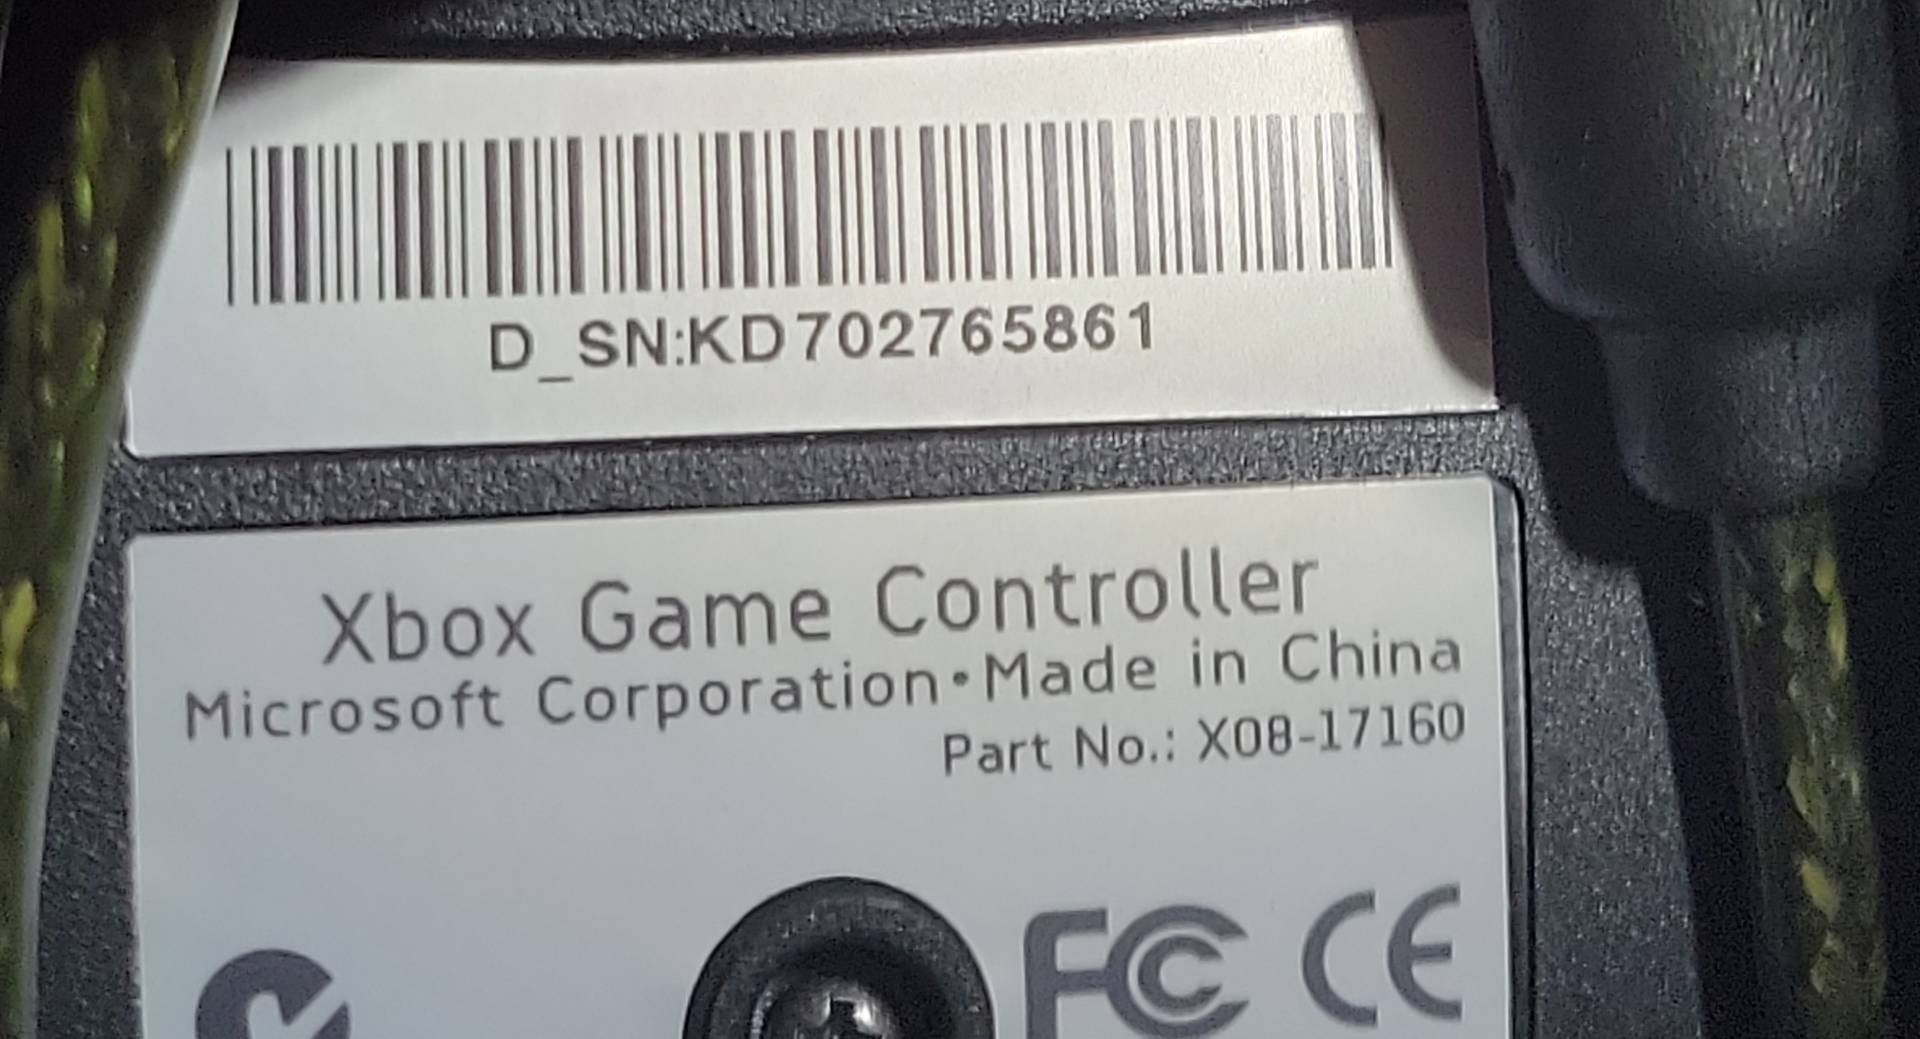 D_SN:KD702765861
Xbox Game Controller
Microsoft Corporation•Made in China
Part No.: X08-17160
FC CE